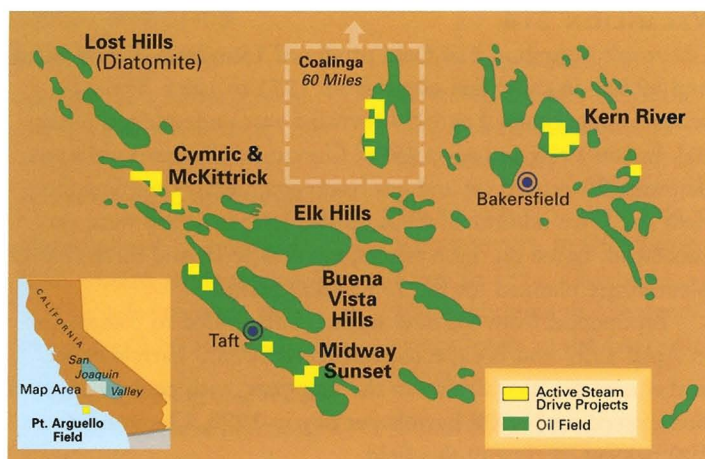 Lost Hills
(Diatomite)
Coalinga
60 Miles
Kern River
Cymric &
McKittrick
Bakersfield
Elk Hills
Buena
Vista
Hills
Taft
Midway
Sunset
CALIFORNIA
San
Joaquin
Valley
Map Area
Pt. Arguello
Field
Active Steam
Drive Projects
Oil Field